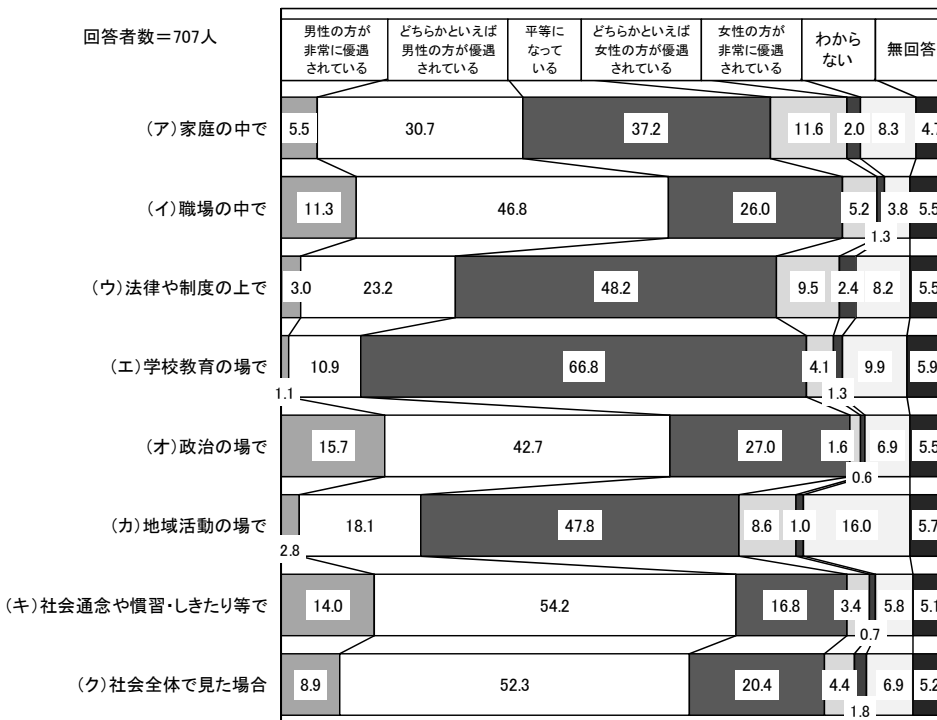 回答者数＝707人
男性の方が
非常に優遇
されている
どちらかといえば
男性の方が優遇
されている
平等に
なって
いる
どちらかといえば
女性の方が優遇
されている
女性の方が
非常に優遇
されている
わから
ない
無回答
（ア）家庭の中で 5.5 30.7 37.2 11.6 2.0 8.3 4.7
（イ）職場の中で 11.3 46.8 26.0 5.2 1.3 3.8 5.5
（ウ）法律や制度の上で 3.0 23.2 48.2 9.5 2.4 8.2 5.5
（エ）学校教育の場で 1.1 10.9 66.8 4.1 1.3 9.9 5.9
（オ）政治の場で 15.7 42.7 27.0 1.6 0.6 6.9 5.5
（カ）地域活動の場で 2.8 18.1 47.8 8.6 1.0 16.0 5.7
（キ）社会通念や慣習・しきたり等で 14.0 54.2 16.8 3.4 0.7 5.8 5.1
（ク）社会全体で見た場合 8.9 52.3 20.4 4.4 1.8 6.9 5.2